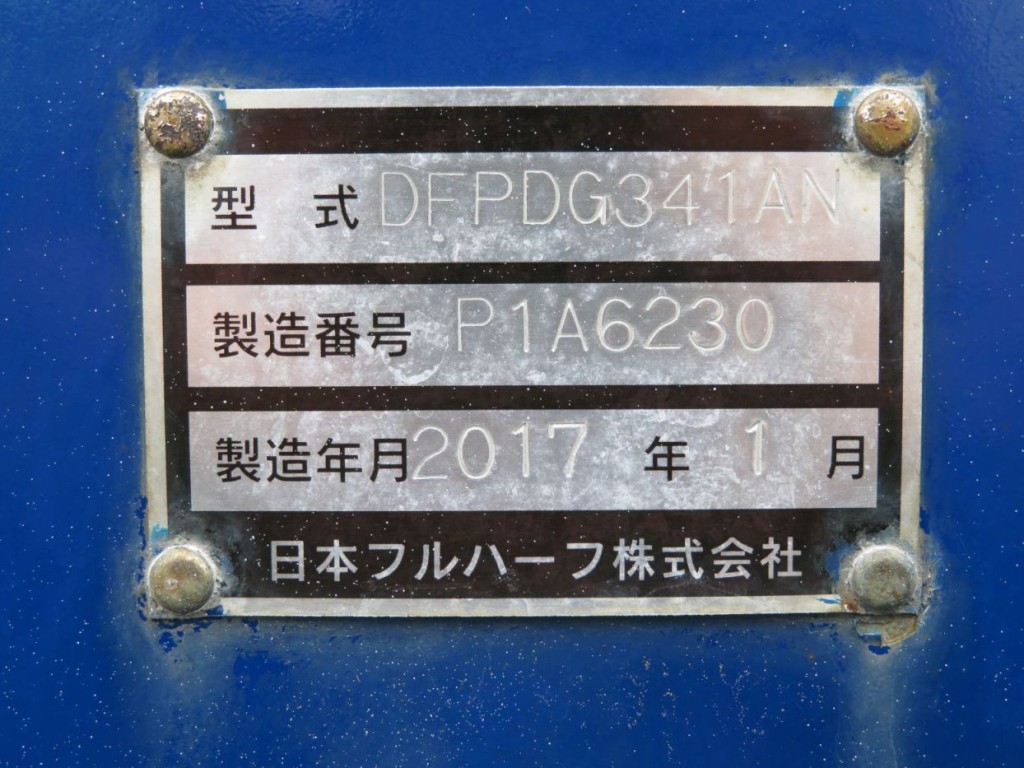 型式 DFPDG341AN
製造番号 P1A6230
製造年月 2017 年 1 月
日本フルハーフ株式会社